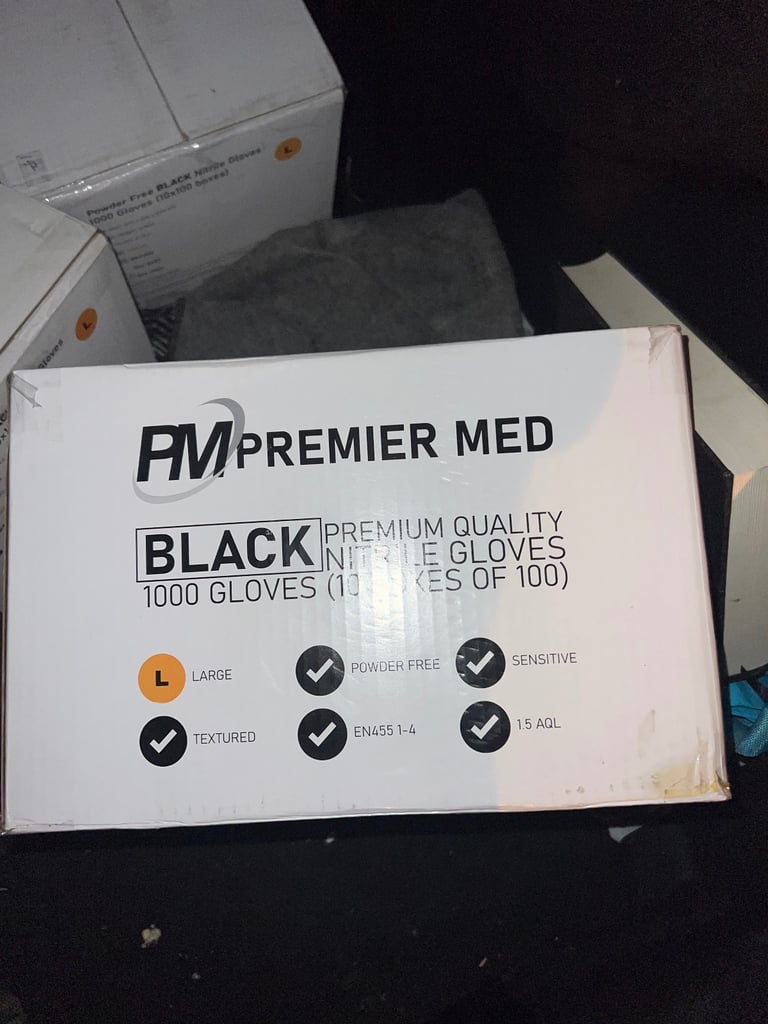 Powder Free BLACK Nitrile Gloves
1000 Gloves (10x100 boxes)
L
L
Gloves
PM PREMIER MED
BLACK PREMIUM QUALITY
NITRILE GLOVES
1000 GLOVES (10 OF 100)
L LARGE
POWDER FREE
SENSITIVE
TEXTURED
EN455 1-4
1.5 AQL